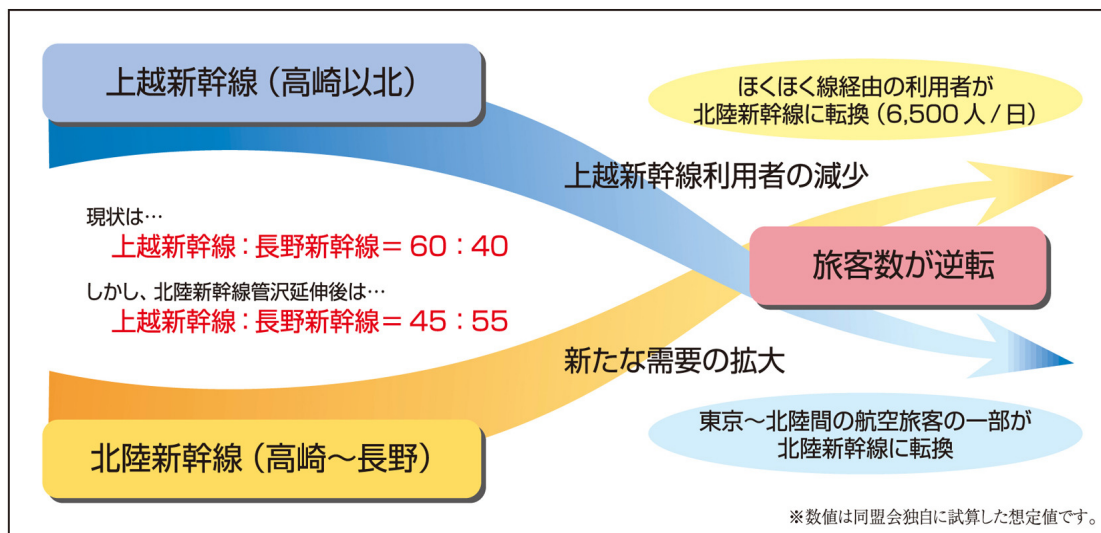 上越新幹線（高崎以北）
ほくほく線経由の利用者が
北陸新幹線に転換（6,500人/日）
上越新幹線利用者の減少
現状は…
上越新幹線：長野新幹線＝60：40
旅客数が逆転
しかし、北陸新幹線管沢延伸後は…
上越新幹線：長野新幹線＝45：55
新たな需要の拡大
東京～北陸間の航空旅客の一部が
北陸新幹線に転換
北陸新幹線（高崎～長野）
※数値は同盟会独自に試算した想定値です。